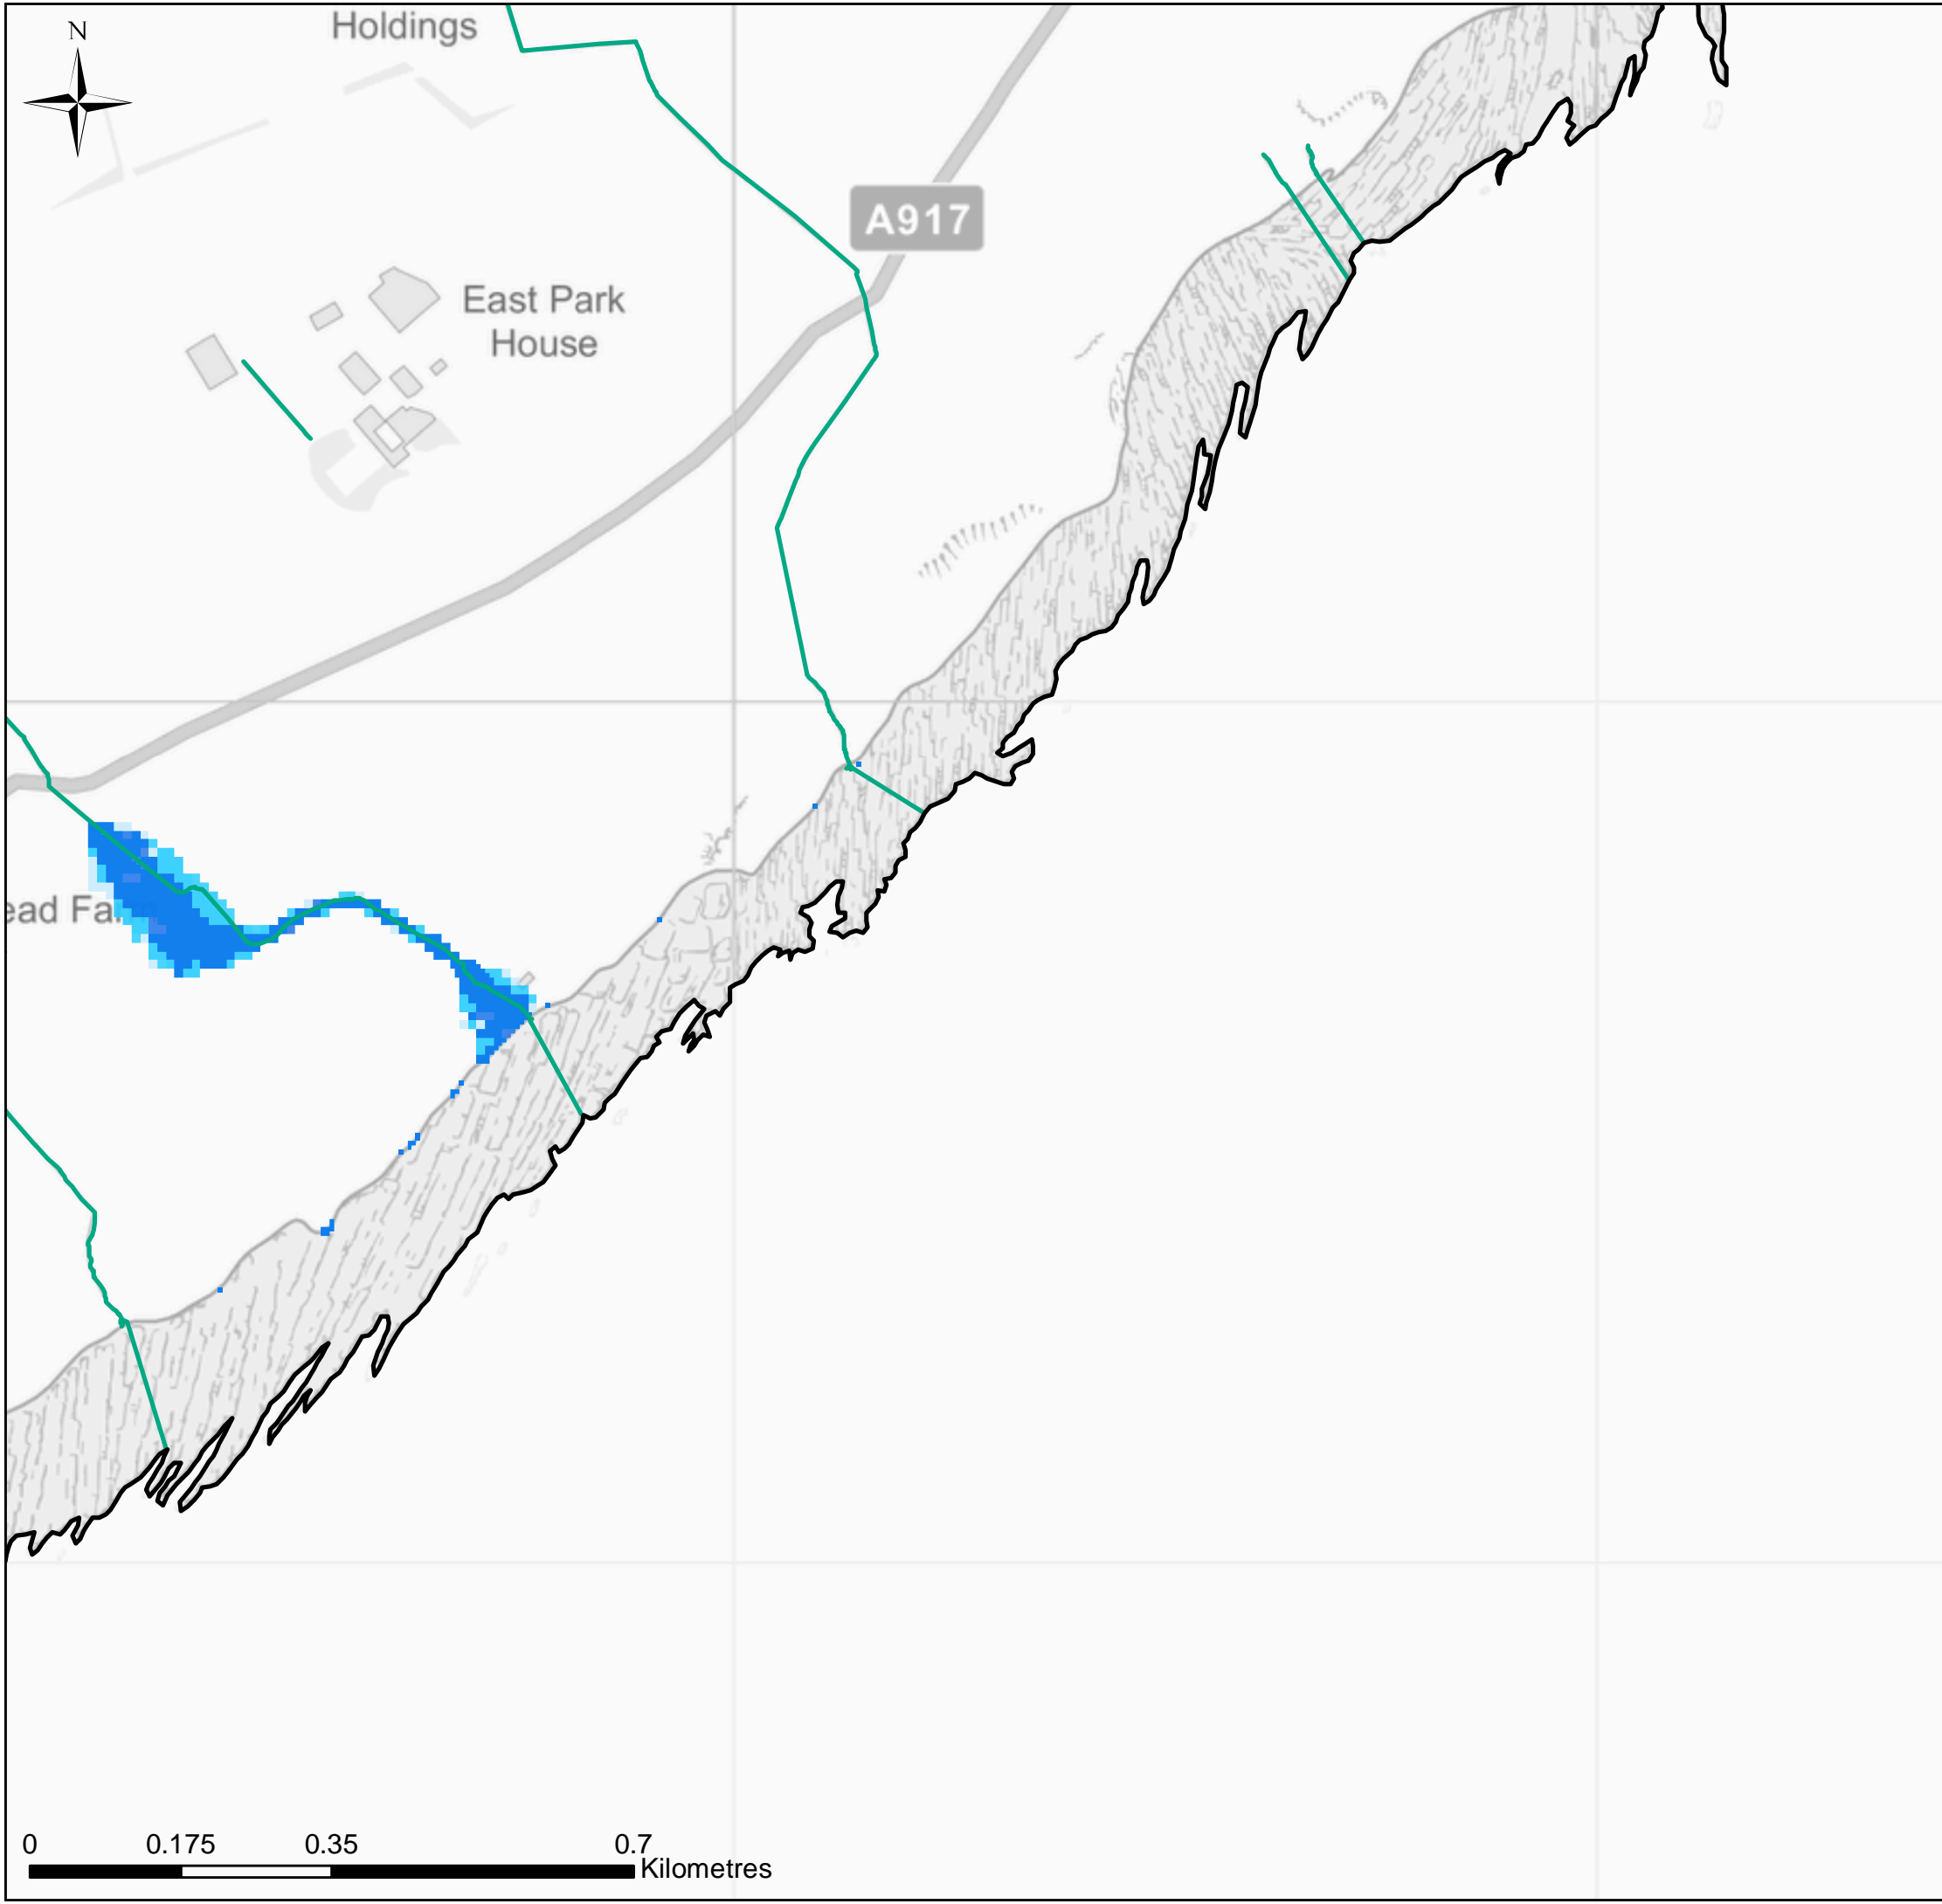 Holdings
N
A917
East Park
House
ead Fa
0 0.175 0.35 0.7
Kilometres